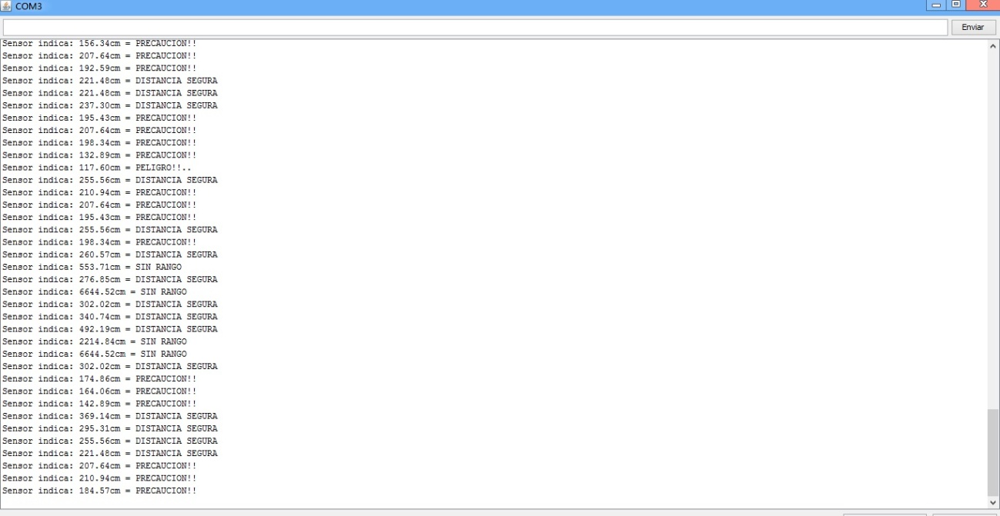 COM3
Enviar
Sensor indica: 156.34cm = PRECAUCION!!
Sensor indica: 207.64cm = PRECAUCION!!
Sensor indica: 192.59cm = PRECAUCION!!
Sensor indica: 221.48cm = DISTANCIA SEGURA
Sensor indica: 221.48cm = DISTANCIA SEGURA
Sensor indica: 237.30cm = DISTANCIA SEGURA
Sensor indica: 195.43cm = PRECAUCION!!
Sensor indica: 207.64cm = PRECAUCION!!
Sensor indica: 198.34cm = PRECAUCION!!
Sensor indica: 132.89cm = PRECAUCION!!
Sensor indica: 117.60cm = PELIGRO!!..
Sensor indica: 255.56cm = DISTANCIA SEGURA
Sensor indica: 210.94cm = PRECAUCION!!
Sensor indica: 207.64cm = PRECAUCION!!
Sensor indica: 195.43cm = PRECAUCION!!
Sensor indica: 255.56cm = DISTANCIA SEGURA
Sensor indica: 198.34cm = PRECAUCION!!
Sensor indica: 260.57cm = DISTANCIA SEGURA
Sensor indica: 553.71cm = SIN RANGO
Sensor indica: 276.85cm = DISTANCIA SEGURA
Sensor indica: 6644.52cm = SIN RANGO
Sensor indica: 302.02cm = DISTANCIA SEGURA
Sensor indica: 340.74cm = DISTANCIA SEGURA
Sensor indica: 492.19cm = DISTANCIA SEGURA
Sensor indica: 2214.84cm = SIN RANGO
Sensor indica: 6644.52cm = SIN RANGO
Sensor indica: 302.02cm = DISTANCIA SEGURA
Sensor indica: 174.86cm = PRECAUCION!!
Sensor indica: 164.06cm = PRECAUCION!!
Sensor indica: 142.89cm = PRECAUCION!!
Sensor indica: 369.14cm = DISTANCIA SEGURA
Sensor indica: 295.31cm = DISTANCIA SEGURA
Sensor indica: 255.56cm = DISTANCIA SEGURA
Sensor indica: 221.48cm = DISTANCIA SEGURA
Sensor indica: 207.64cm = PRECAUCION!!
Sensor indica: 210.94cm = PRECAUCION!!
Sensor indica: 184.57cm = PRECAUCION!!